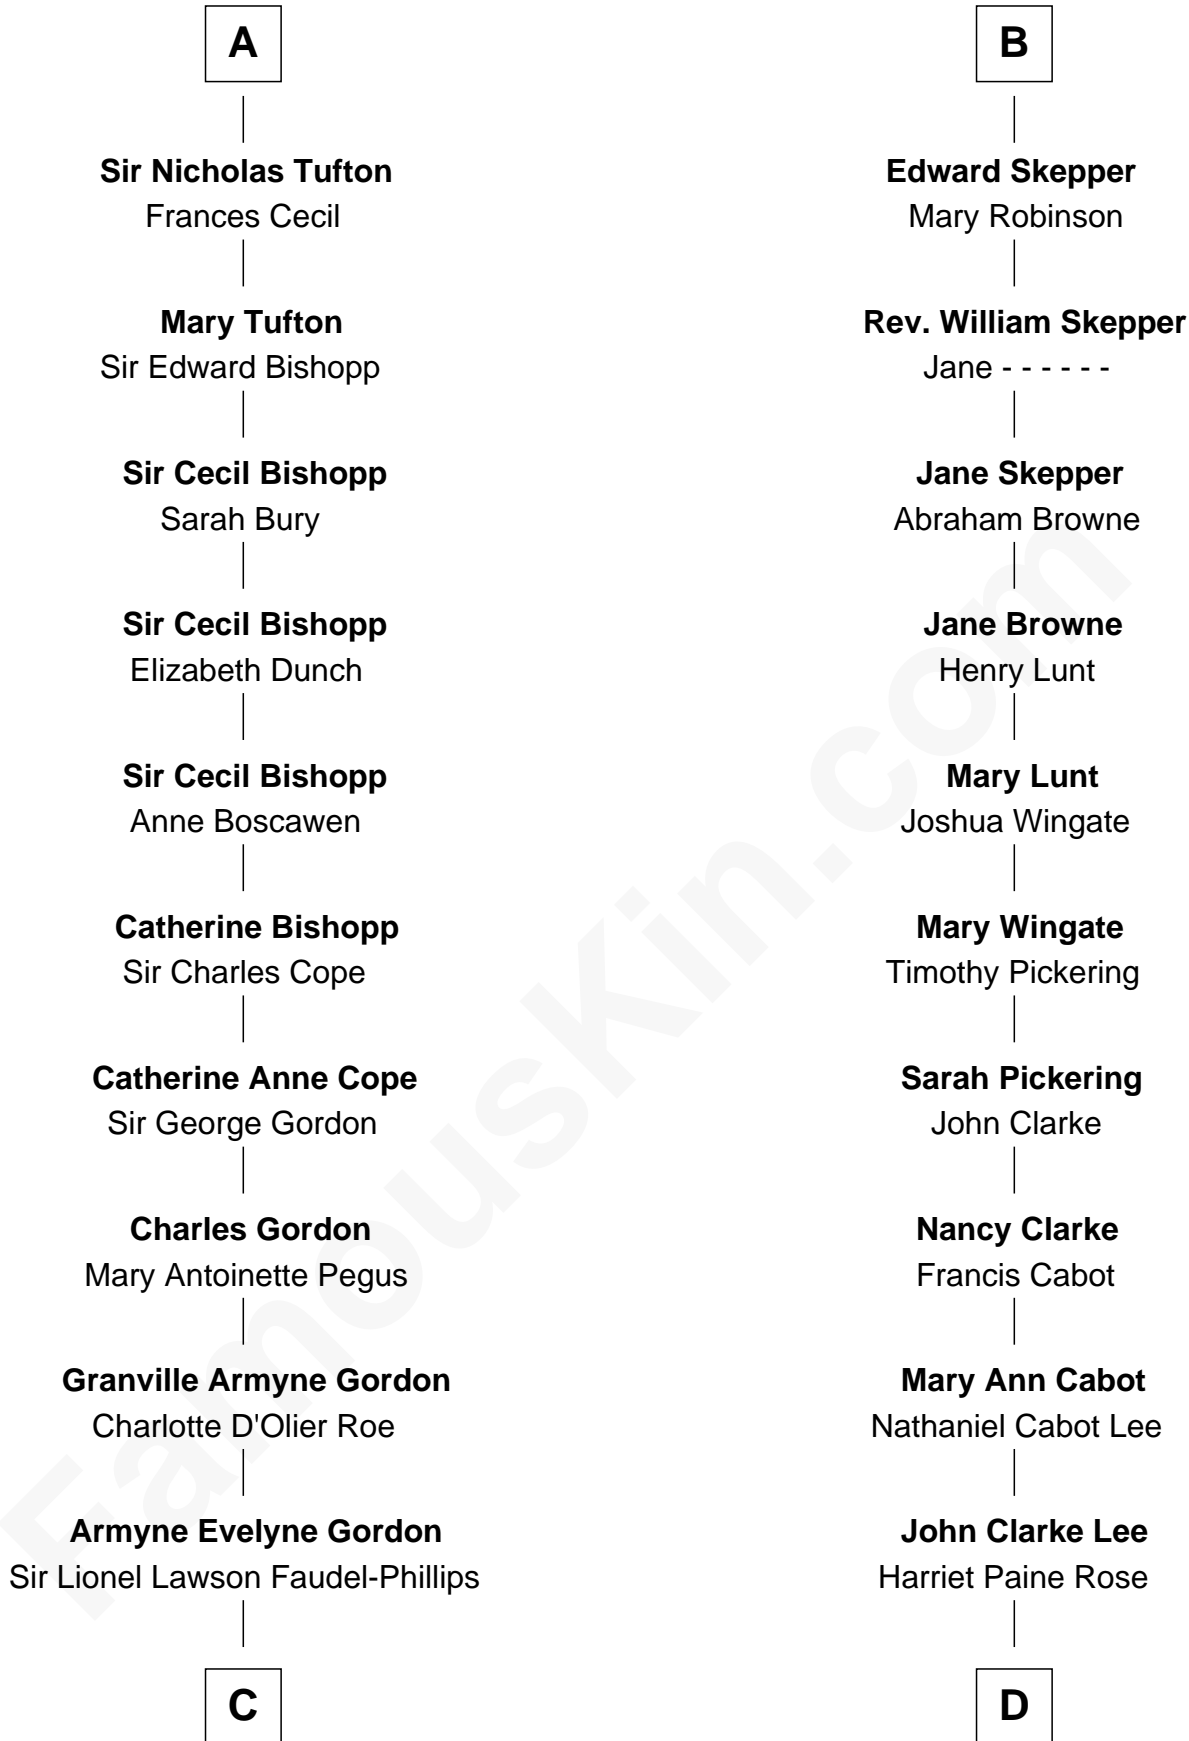 A
Sir Nicholas Tufton
Frances Cecil
Mary Tufton
Sir Edward Bishopp
Sir Cecil Bishopp
Sarah Bury
Sir Cecil Bishopp
Elizabeth Dunch
Sir Cecil Bishopp
Anne Boscawen
Catherine Bishopp
Sir Charles Cope
Catherine Anne Cope
Sir George Gordon
Charles Gordon
Mary Antoinette Pegus
Granville Armyne Gordon
Charlotte D'Olier Roe
Armyne Evelyne Gordon
Sir Lionel Lawson Faudel-Phillips
C
B
Edward Skepper
Mary Robinson
Rev. William Skepper
Jane - - - - - -
Jane Skepper
Abraham Browne
Jane Browne
Henry Lunt
Mary Lunt
Joshua Wingate
Mary Wingate
Timothy Pickering
Sarah Pickering
John Clarke
Nancy Clarke
Francis Cabot
Mary Ann Cabot
Nathaniel Cabot Lee
John Clarke Lee
Harriet Paine Rose
D
FamousKin.com